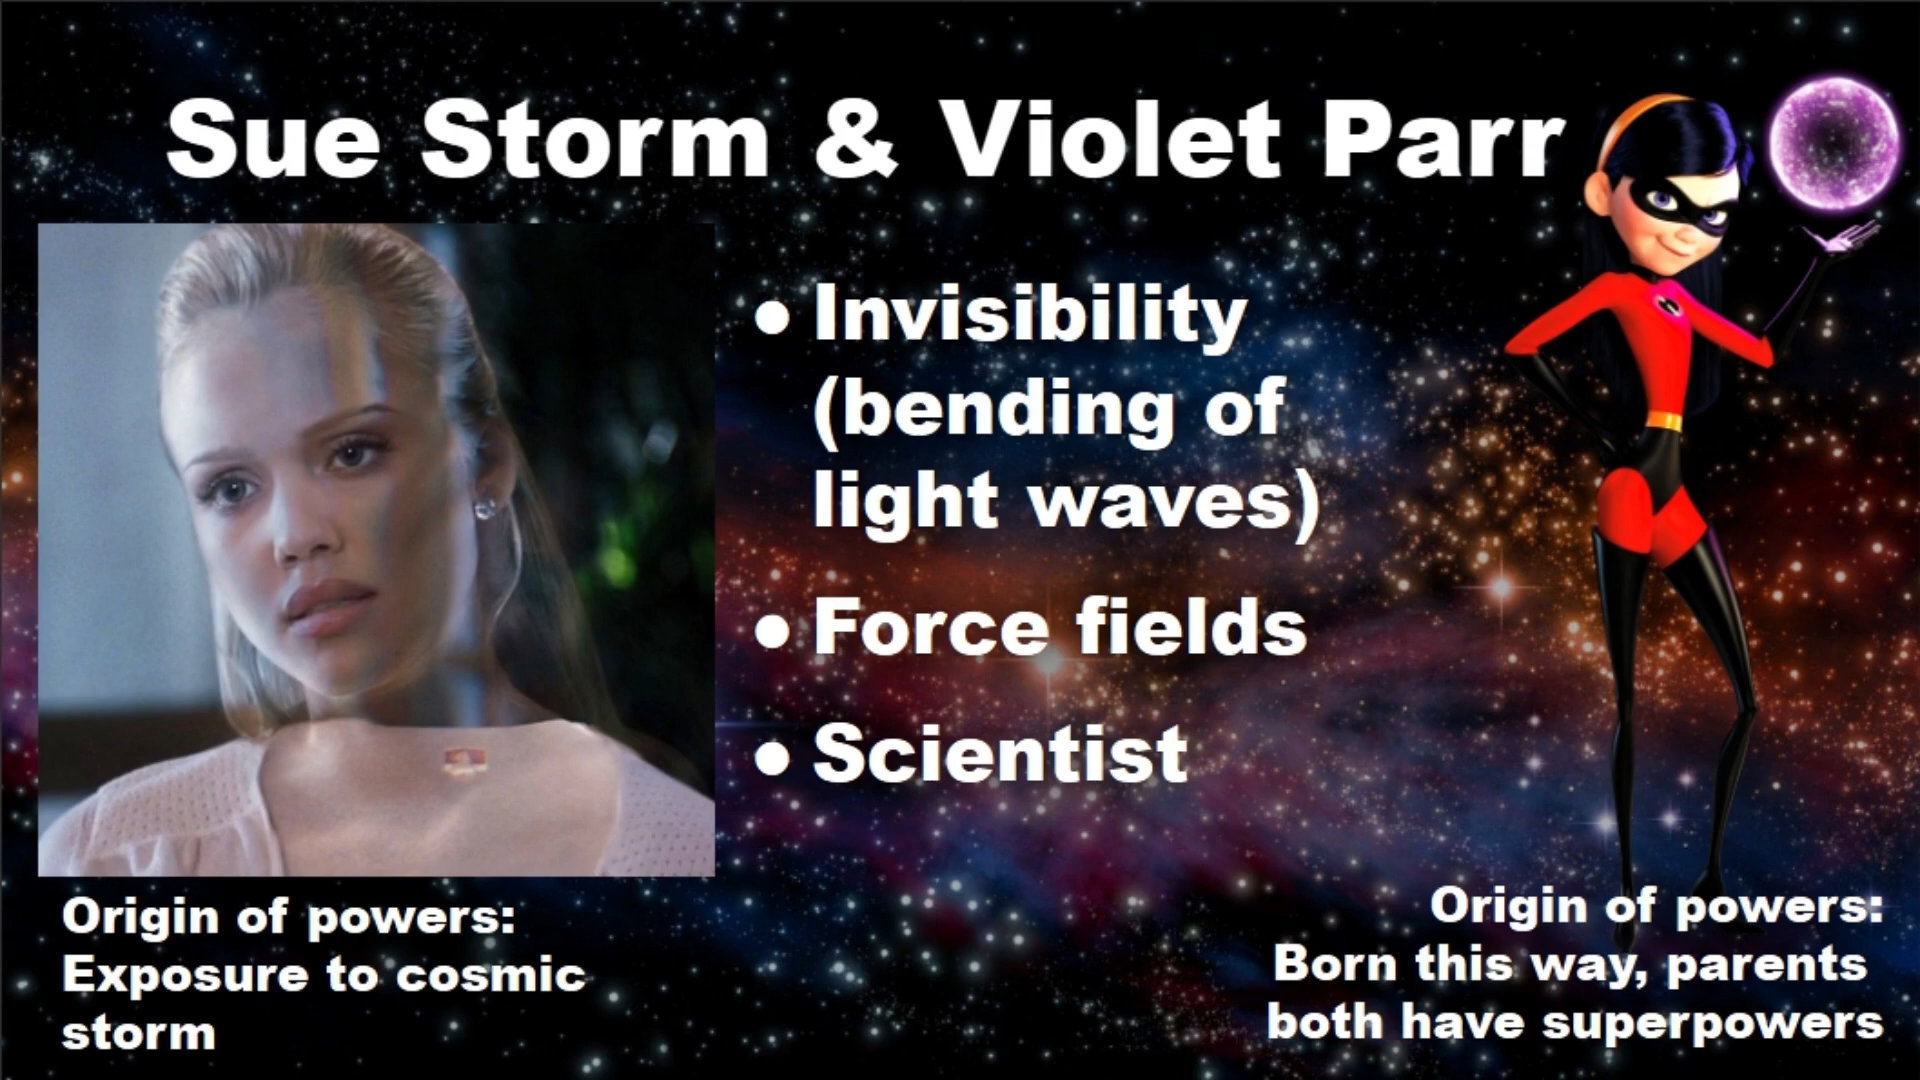 Sue Storm & Violet Parr
• Invisibility
(bending of
light waves)
• Force fields
• Scientist
Origin of powers:
Exposure to cosmic
storm
Origin of powers:
Born this way, parents
both have superpowers